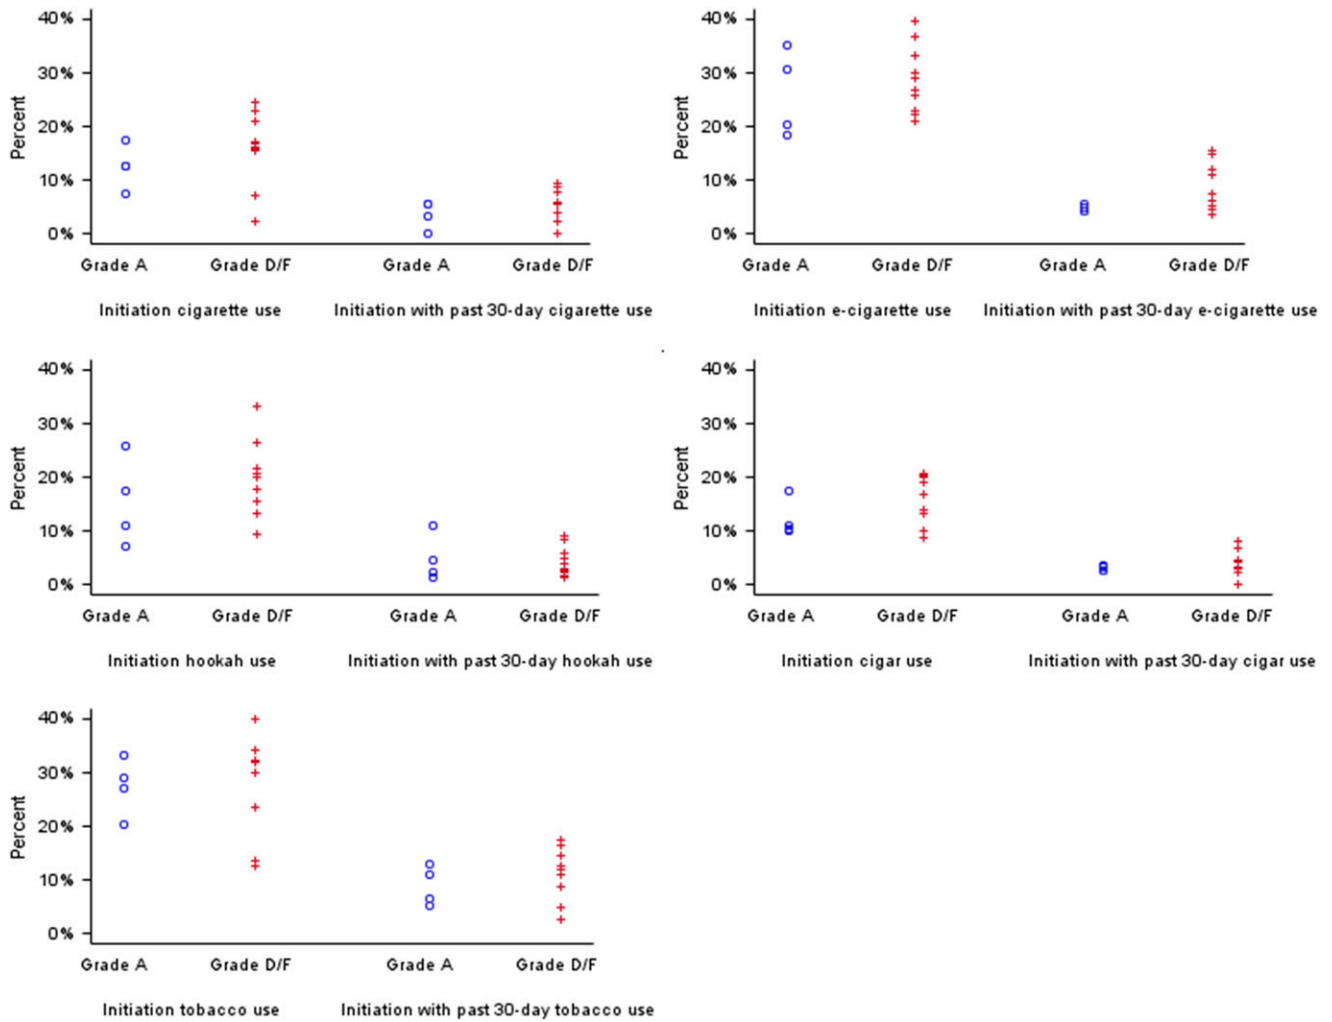 40%
30%
20%
10%
0%
Percent
Grade A Grade D/F Grade A Grade D/F
Initiation cigarette use Initiation with past 30-day cigarette use
40%
30%
20%
10%
0%
Percent
Grade A Grade D/F Grade A Grade D/F
Initiation e-cigarette use Initiation with past 30-day e-cigarette use
40%
30%
20%
10%
0%
Percent
Grade A Grade D/F Grade A Grade D/F
Initiation hookah use Initiation with past 30-day hookah use
40%
30%
20%
10%
0%
Percent
Grade A Grade D/F Grade A Grade D/F
Initiation cigar use Initiation with past 30-day cigar use
40%
30%
20%
10%
0%
Percent
Grade A Grade D/F Grade A Grade D/F
Initiation tobacco use Initiation with past 30-day tobacco use